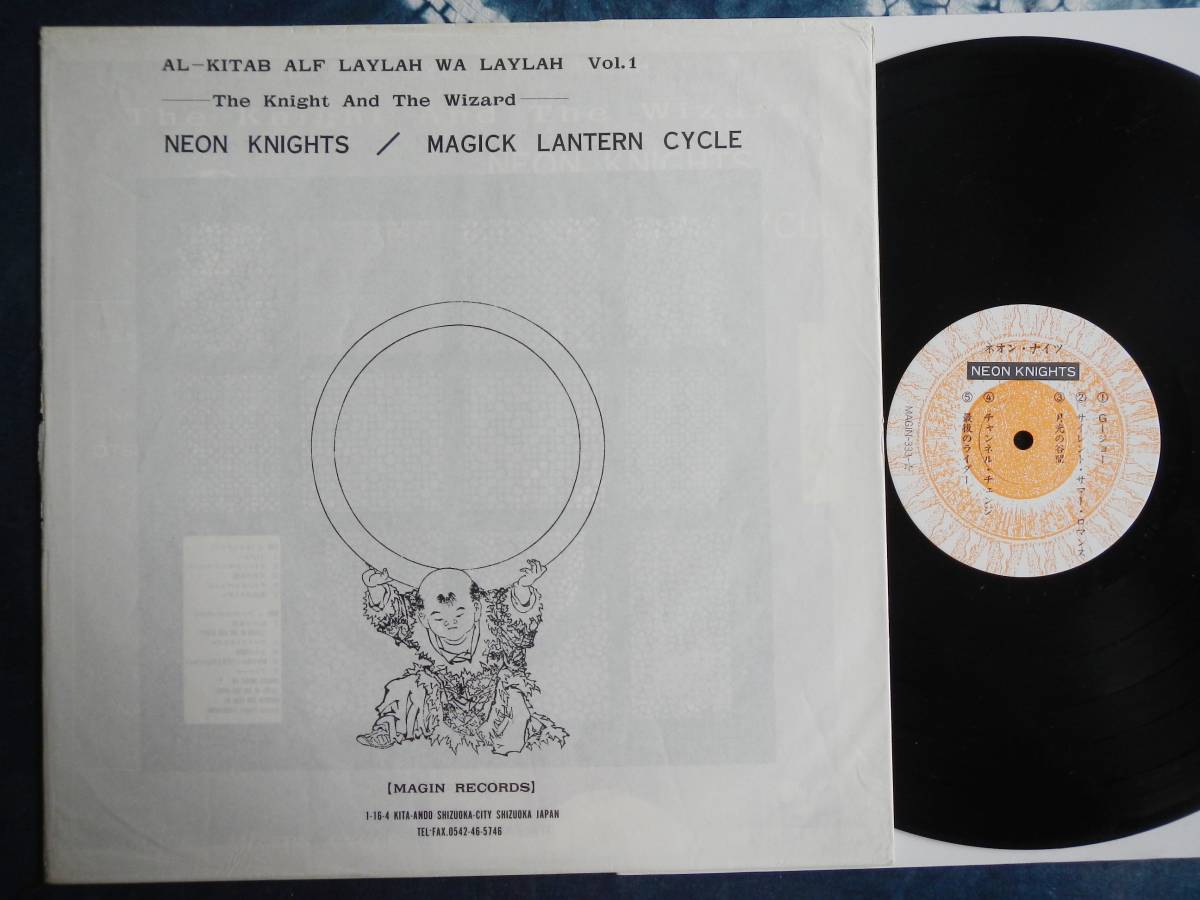 AL-KITAB ALF LAYLAH WA LAYLAH Vol.1
The Knight And The Wizard
NEON KNIGHTS / MAGICK LANTERN CYCLE
【MAGIN RECORDS】
1-16-4 KITA-ANDO SHIZUOKA-CITY SHIZUOKA JAPAN
TEL·FAX.0542-46-5746
ネオン・ナイツ
NEON KNIGHTS
① Gーショー
② サイレント・サマー・ロマンス
③ 月光の谷間
④ チャンネル・チェンジ
⑤ 最後のライダー
MAGIN-333-A